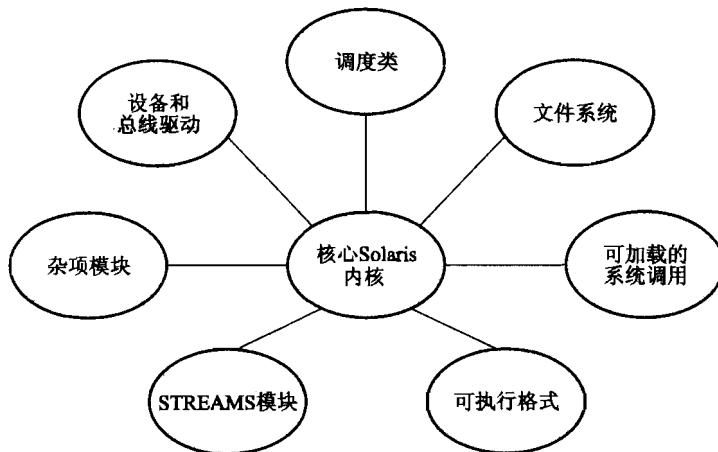 调度类
设备和
总线驱动
文件系统
杂项模块
核心Solaris
内核
可加载的
系统调用
STREAMS模块
可执行格式